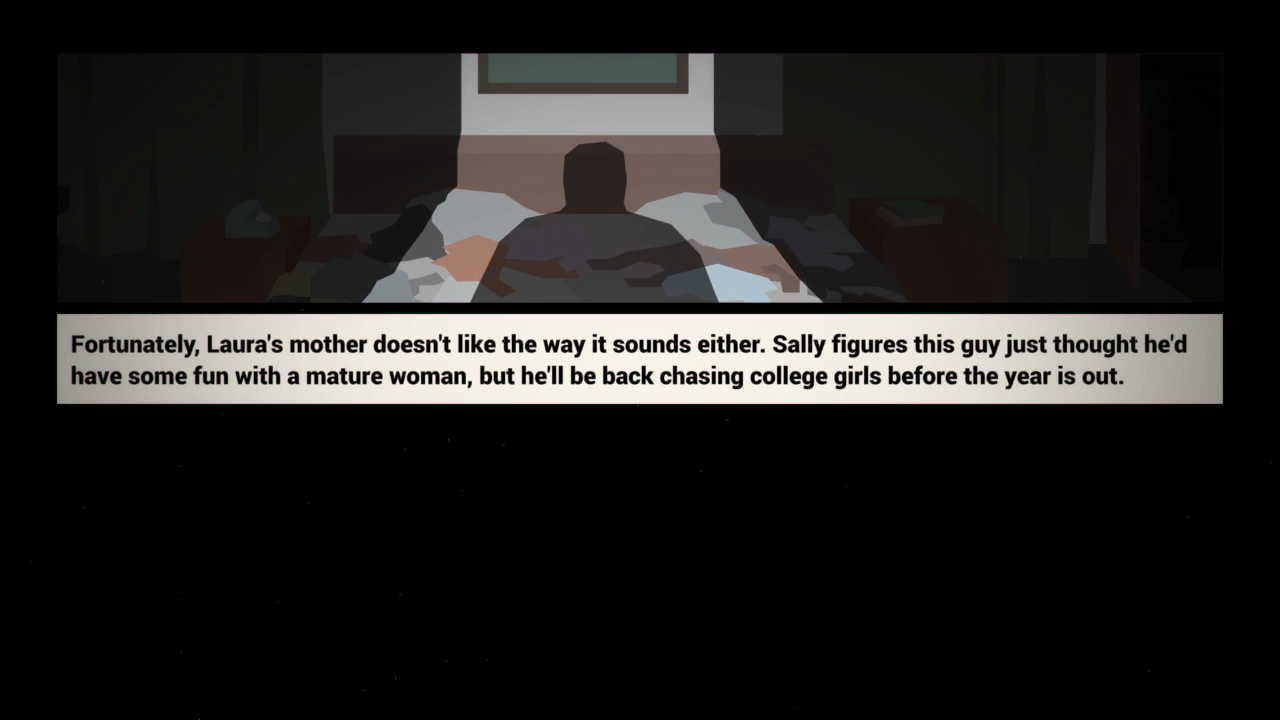 Fortunately, Laura's mother doesn't like the way it sounds either. Sally figures this guy just thought he'd
have some fun with a mature woman, but he'll be back chasing college girls before the year is out.